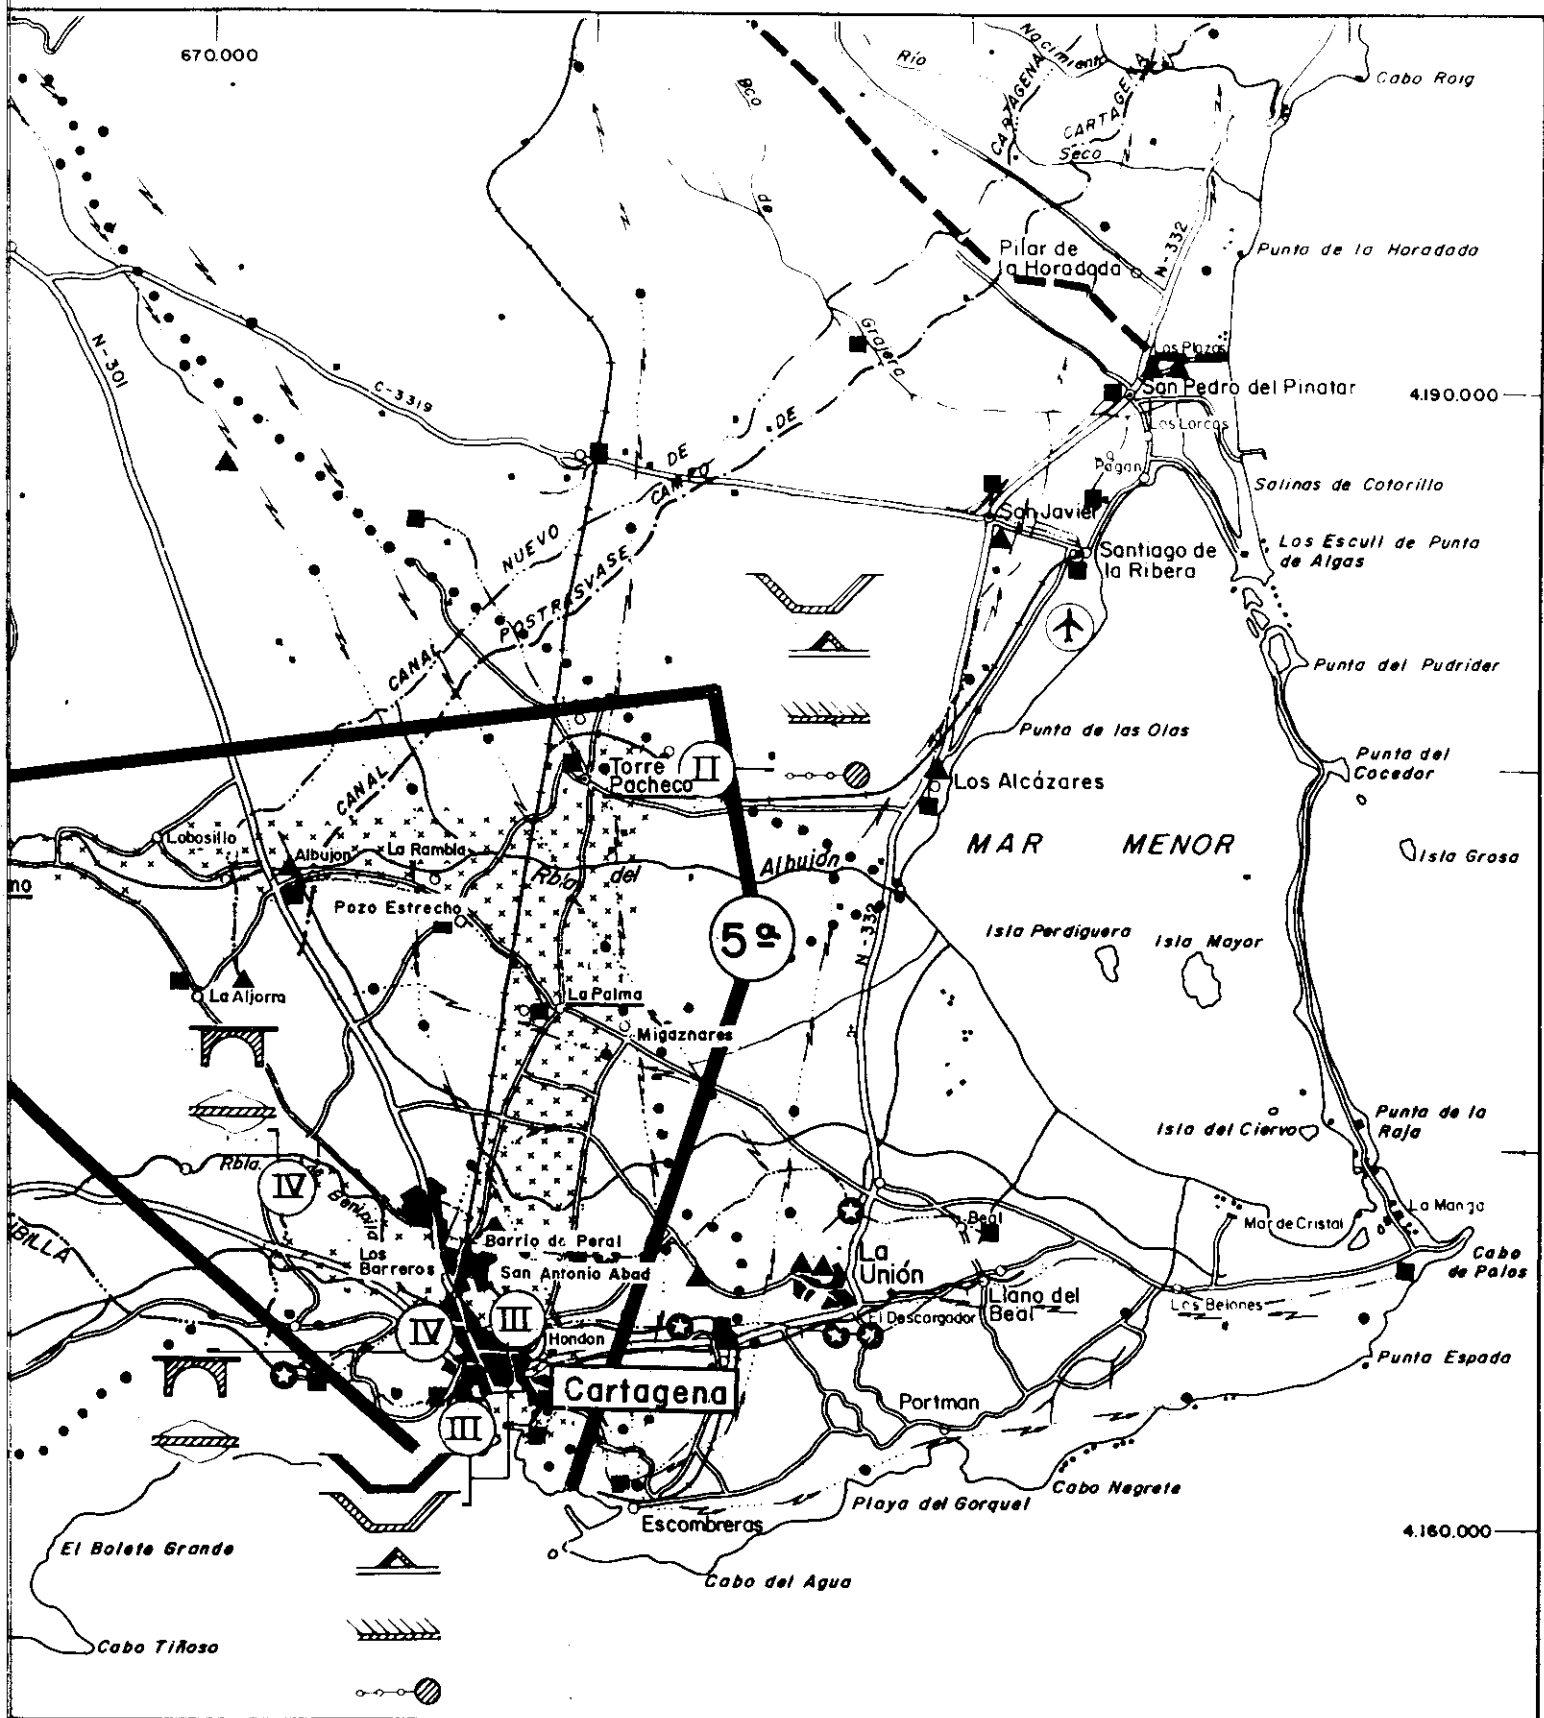 670.000
Río
Nacimiento
CARTAGENA
CARTAGENA
Cabo Roig
Bco
de
Grajera
Seco
N-332
Pilar de
la Horadada
Punta de la Horadada
N-301
C-3319
Los Plazas
San Pedro del Pinatar
4.190.000
Los Lorcas
Pagan
DE
DE
CAMPO
NUEVO
POSTRASVASE
CANAL
CANAL
Salinas de Cotorillo
San Javier
Santiago de
la Ribera
Los Escull de Punta
de Algas
Punta del Pudrider
Punta de las Olas
Punta del
Cocedor
Torre
Pacheco
II
Los Alcázares
MAR MENOR
Isla Grosa
Lobosillo
Albujon
La Rambla
Rbla.
del
Albujón
no
Pozo Estrecho
5ª
N-332
Isla Perdiguera
Isla Mayor
La Aljorra
La Palma
Migaznares
Isla del Ciervo
Punta de la
Raja
Rbla.
de
Benipila
IV
UBILLA
Los
Barreros
Barrio de Peral
San Antonio Abad
Beal
La
Unión
Mar de Cristal
La Manga
Cabo
de Palos
IV
III
Hondon
Llano del
Beal
El Descargador
Los Belones
Punta Espada
Cartagena
III
Portman
Cabo Negrete
Playa del Gorguel
Escombreras
4.160.000
El Bolete Grande
Cabo del Agua
Cabo Tiñoso